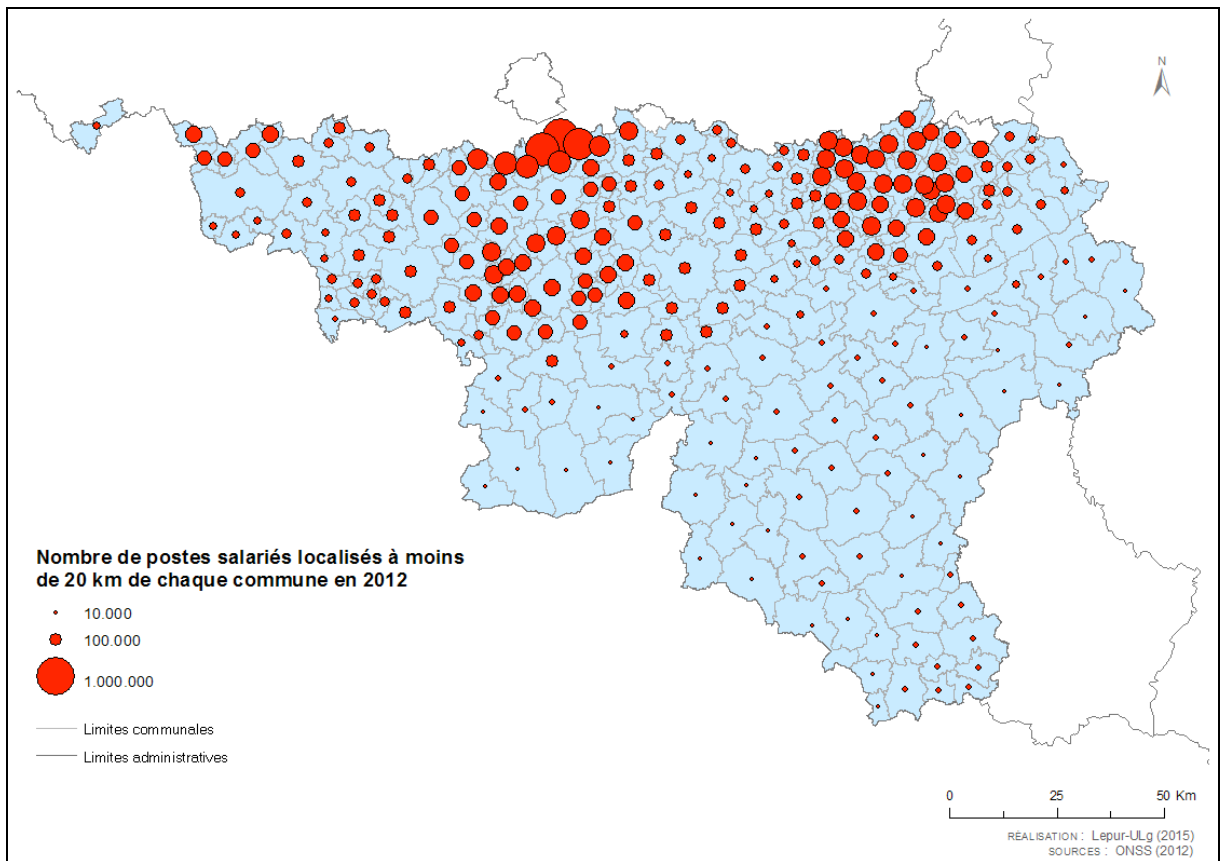 N
Nombre de postes salariés localisés à moins
de 20 km de chaque commune en 2012
10.000
100.000
1.000.000
Limites communales
Limites administratives
0 25 50 Km
RÉALISATION : Lepur-ULg (2015)
SOURCES : ONSS (2012)